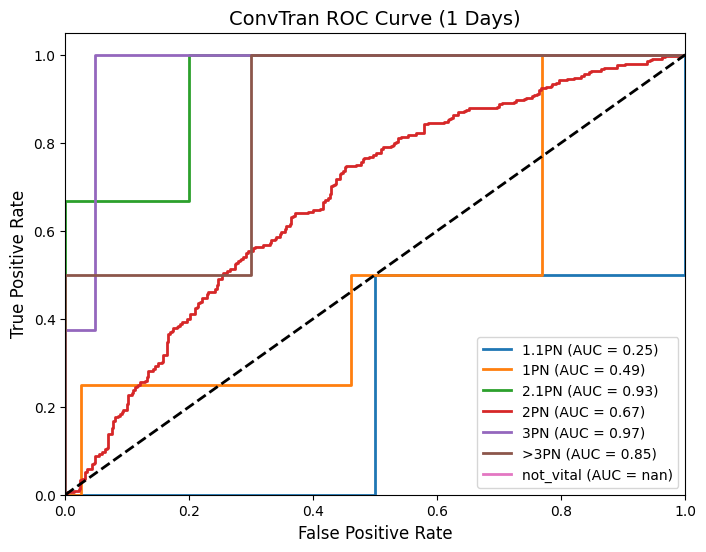 ConvTran ROC Curve (1 Days)
True Positive Rate
1.0
0.8
0.6
0.4
0.2
0.0
0.0 0.2 0.4 0.6 0.8 1.0
False Positive Rate
1.1PN (AUC = 0.25)
1PN (AUC = 0.49)
2.1PN (AUC = 0.93)
2PN (AUC = 0.67)
3PN (AUC = 0.97)
>3PN (AUC = 0.85)
not_vital (AUC = nan)